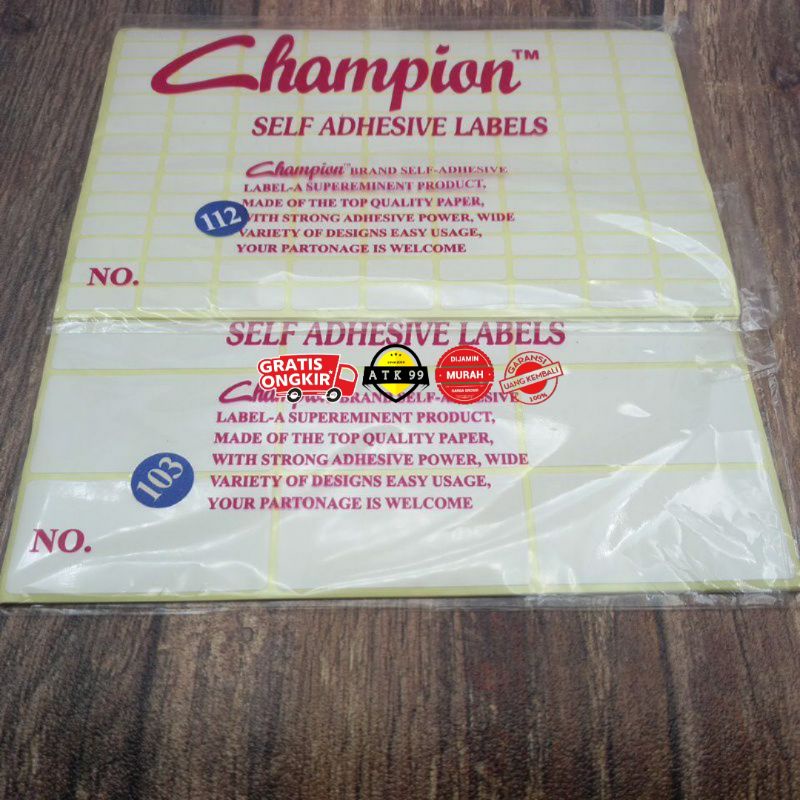 Champion™
SELF ADHESIVE LABELS
Champion™ BRAND SELF-ADHESIVE
LABEL-A SUPEREMINENT PRODUCT,
MADE OF THE TOP QUALITY PAPER,
WITH STRONG ADHESIVE POWER, WIDE
VARIETY OF DESIGNS EASY USAGE,
YOUR PARTONAGE IS WELCOME
112
NO.
SELF ADHESIVE LABELS
GRATIS
ONGKIR
ATK 99
DIJAMIN
MURAH
GARANSI
UANG KEMBALI
100%
Champion BRAND SELF-ADHESIVE
LABEL-A SUPEREMINENT PRODUCT,
MADE OF THE TOP QUALITY PAPER,
WITH STRONG ADHESIVE POWER, WIDE
VARIETY OF DESIGNS EASY USAGE,
YOUR PARTONAGE IS WELCOME
103
NO.